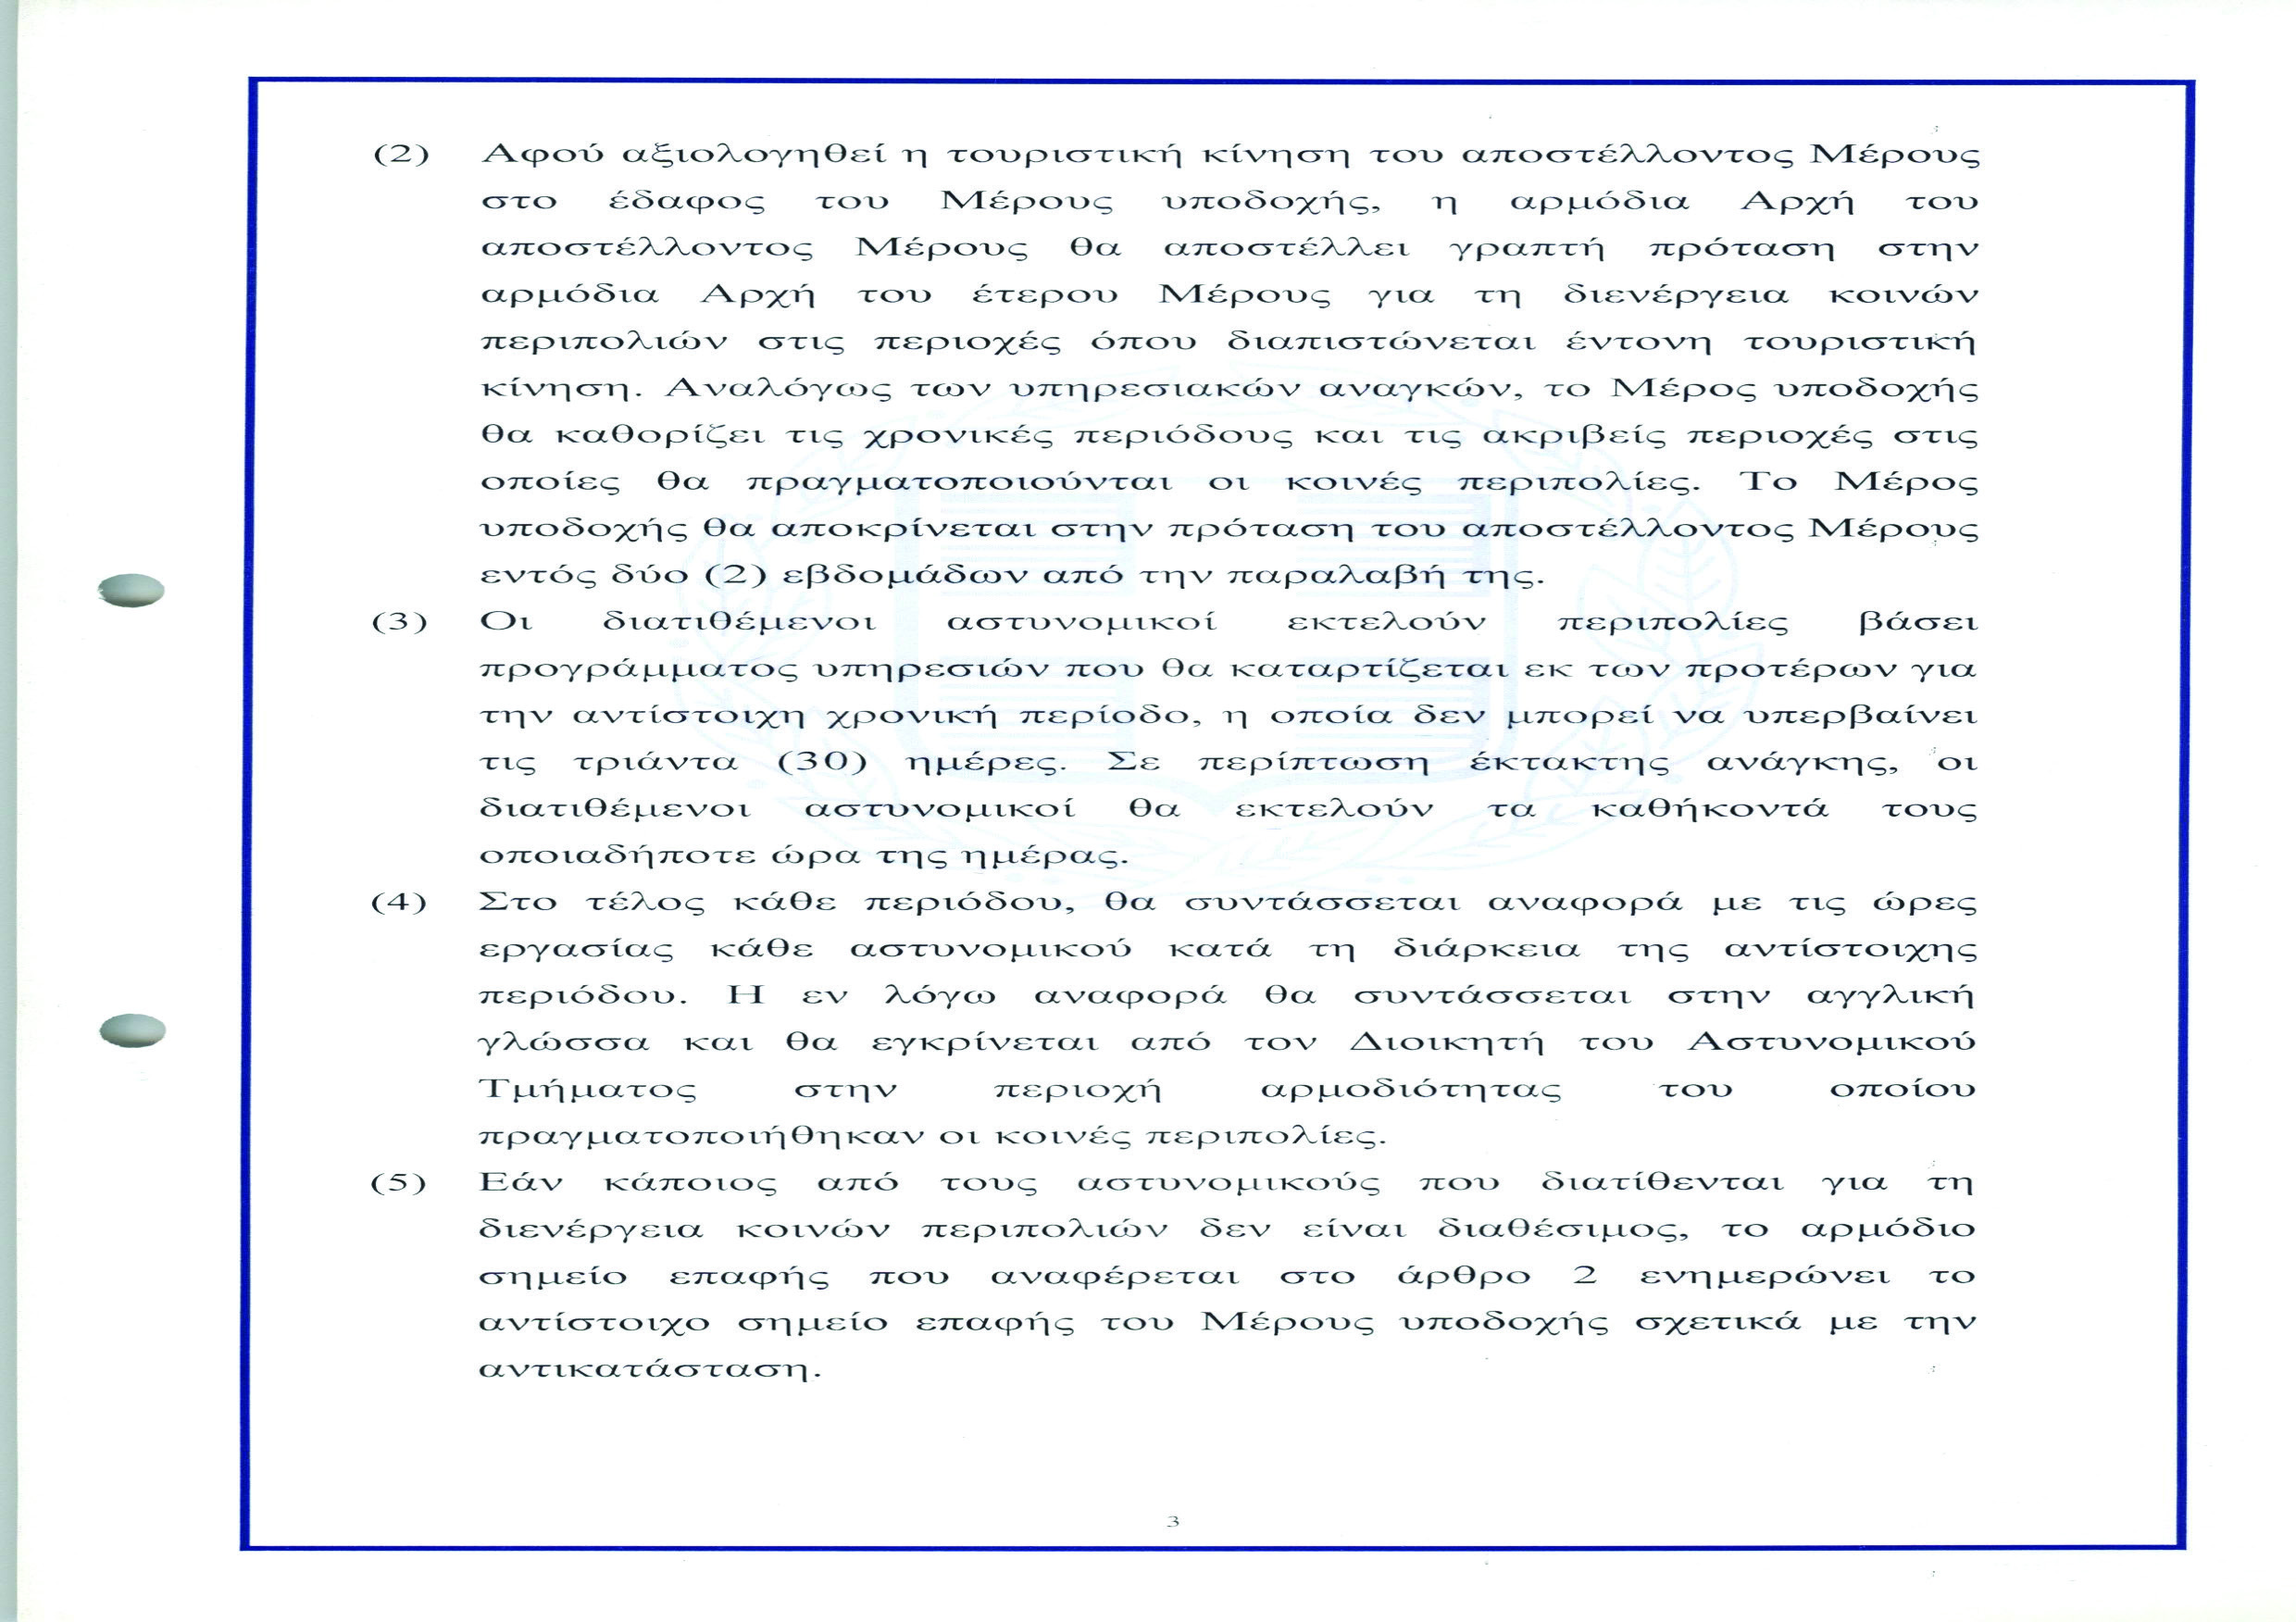 (2) Αφού αξιολογηθεί η τουριστική κίνηση του αποστέλλοντος Μέρους
στο έδαφος του Μέρους υποδοχής, η αρμόδια Αρχή του
αποστέλλοντος Μέρους θα αποστέλλει γραπτή πρόταση στην
αρμόδια Αρχή του έτερου Μέρους για τη διενέργεια κοινών
περιπολιών στις περιοχές όπου διαπιστώνεται έντονη τουριστική
κίνηση. Αναλόγως των υπηρεσιακών αναγκών, το Μέρος υποδοχής
θα καθορίζει τις χρονικές περιόδους και τις ακριβείς περιοχές στις
οποίες θα πραγματοποιούνται οι κοινές περιπολίες. Το Μέρος
υποδοχής θα αποκρίνεται στην πρόταση του αποστέλλοντος Μέρους
εντός δύο (2) εβδομάδων από την παραλαβή της.
(3) Οι διατιθέμενοι αστυνομικοί εκτελούν περιπολίες βάσει
προγράμματος υπηρεσιών που θα καταρτίζεται εκ των προτέρων για
την αντίστοιχη χρονική περίοδο, η οποία δεν μπορεί να υπερβαίνει
τις τριάντα (30) ημέρες. Σε περίπτωση έκτακτης ανάγκης, οι
διατιθέμενοι αστυνομικοί θα εκτελούν τα καθήκοντά τους
οποιαδήποτε ώρα της ημέρας.
(4) Στο τέλος κάθε περιόδου, θα συντάσσεται αναφορά με τις ώρες
εργασίας κάθε αστυνομικού κατά τη διάρκεια της αντίστοιχης
περιόδου. Η εν λόγω αναφορά θα συντάσσεται στην αγγλική
γλώσσα και θα εγκρίνεται από τον Διοικητή του Αστυνομικού
Τμήματος στην περιοχή αρμοδιότητας του οποίου
πραγματοποιήθηκαν οι κοινές περιπολίες.
(5) Εάν κάποιος από τους αστυνομικούς που διατίθενται για τη
διενέργεια κοινών περιπολιών δεν είναι διαθέσιμος, το αρμόδιο
σημείο επαφής που αναφέρεται στο άρθρο 2 ενημερώνει το
αντίστοιχο σημείο επαφής του Μέρους υποδοχής σχετικά με την
αντικατάσταση.
3